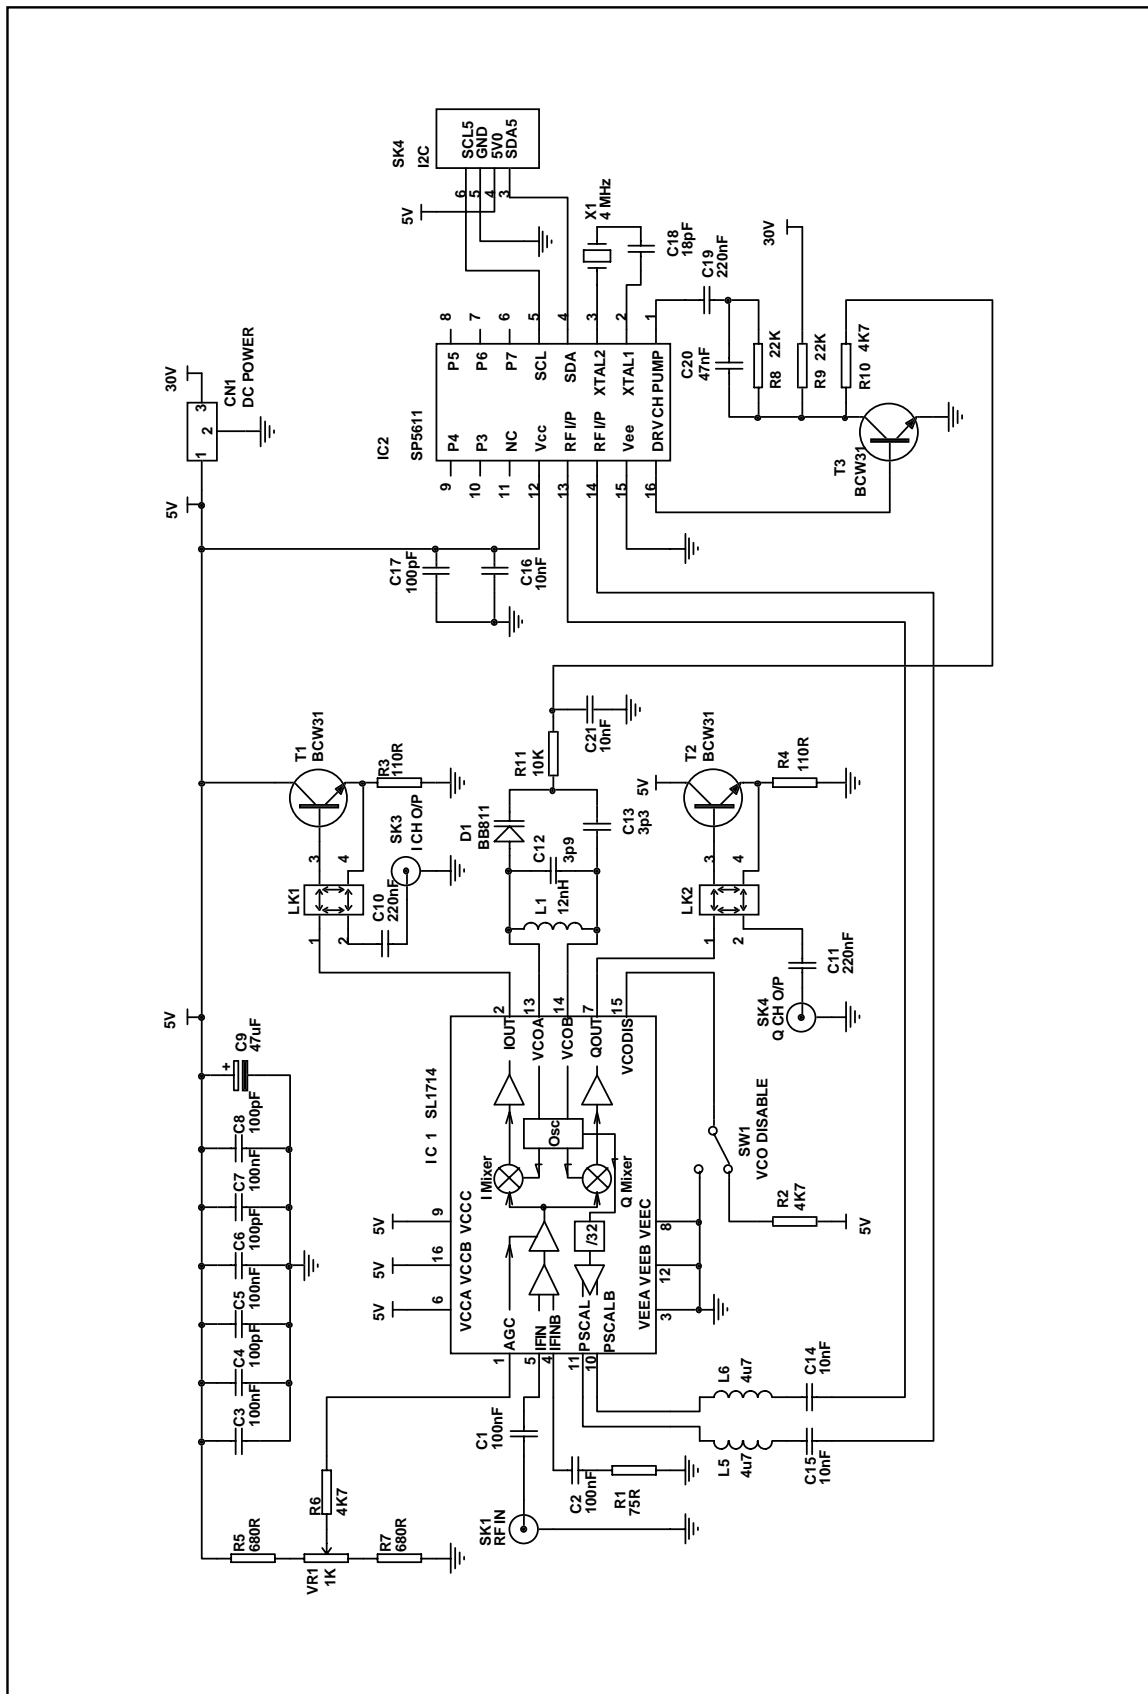 R5
680R
VR1
1K
R7
680R
R6
4K7
C3
100nF
C4
100pF
C5
100nF
C6
100pF
C7
100nF
C8
100pF
C9
47uF
+
5V
5V
30V
1
2
3
CN1
DC POWER
SK1
RF IN
C1
100nF
C2
100nF
R1
75R
5V
5V
5V
6
16
9
VCCA
VCCB
VCCC
IC 1 SL1714
1
AGC
5
IFIN
4
IFINB
11
PSCAL
10
PSCALB
I Mixer
Q Mixer
Osc
/32
IOUT
2
VCOA
13
VCOB
14
QOUT
7
VCODIS
15
VEEA
VEEB
VEEC
3
12
8
L5
4u7
L6
4u7
C15
10nF
C14
10nF
R2
4K7
5V
SW1
VCO DISABLE
LK1
1
2
3
4
C10
220nF
SK3
I CH O/P
T1
BCW31
R3
110R
L1
12nH
C12
3p9
D1
BB811
C13
3p3
R11
10K
C21
10nF
LK2
1
2
3
4
C11
220nF
SK4
Q CH O/P
5V
T2
BCW31
R4
110R
C17
100pF
C16
10nF
IC2
SP5611
9
P4
10
P3
11
NC
12
Vcc
13
RF I/P
14
RF I/P
15
Vee
16
DRV
P5
8
P6
7
P7
6
SCL
5
SDA
4
XTAL2
3
XTAL1
2
CH PUMP
1
5V
SK4
I2C
6
SCL5
5
GND
4
5V0
3
SDA5
X1
4 MHz
C18
18pF
C19
220nF
C20
47nF
R8
22K
R9
22K
R10
4K7
30V
T3
BCW31